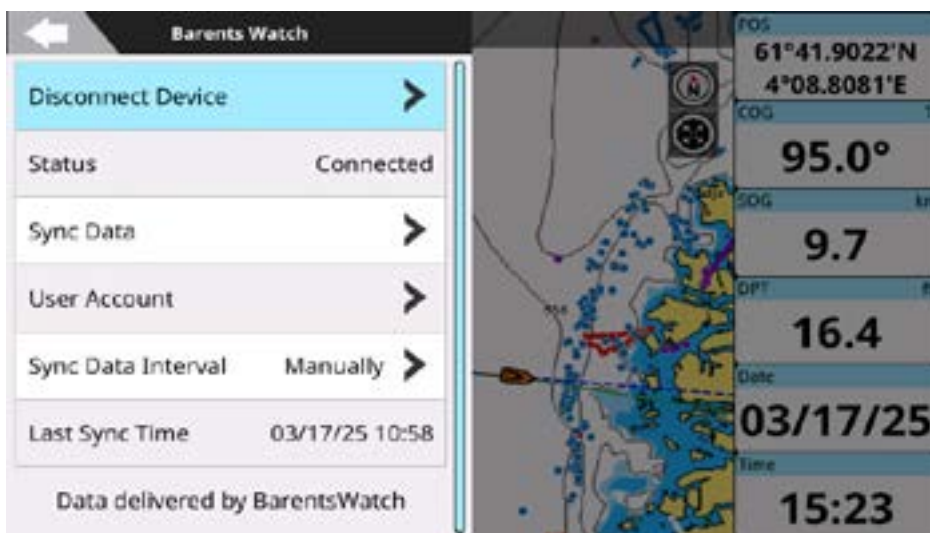 Barents Watch
Disconnect Device
Status Connected
Sync Data
User Account
Sync Data Interval Manually
Last Sync Time 03/17/25 10:58
Data delivered by BarentsWatch
N
POS
61°41.9022'N
4°08.8081'E
COG
95.0°
SOG
9.7
DPT
16.4
Date
03/17/25
Time
15:23